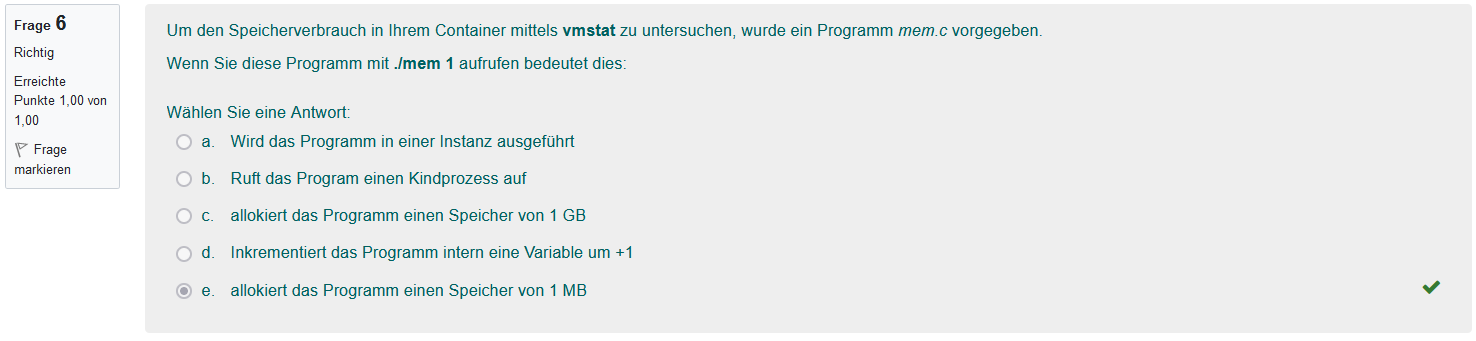 Frage 6
Richtig
Erreichte
Punkte 1,00 von
1,00
Frage
markieren
Um den Speicherverbrauch in Ihrem Container mittels vmstat zu untersuchen, wurde ein Programm mem.c vorgegeben.
Wenn Sie diese Programm mit ./mem 1 aufrufen bedeutet dies:
Wählen Sie eine Antwort:
a. Wird das Programm in einer Instanz ausgeführt
b. Ruft das Program einen Kindprozess auf
c. allokiert das Programm einen Speicher von 1 GB
d. Inkrementiert das Programm intern eine Variable um +1
e. allokiert das Programm einen Speicher von 1 MB